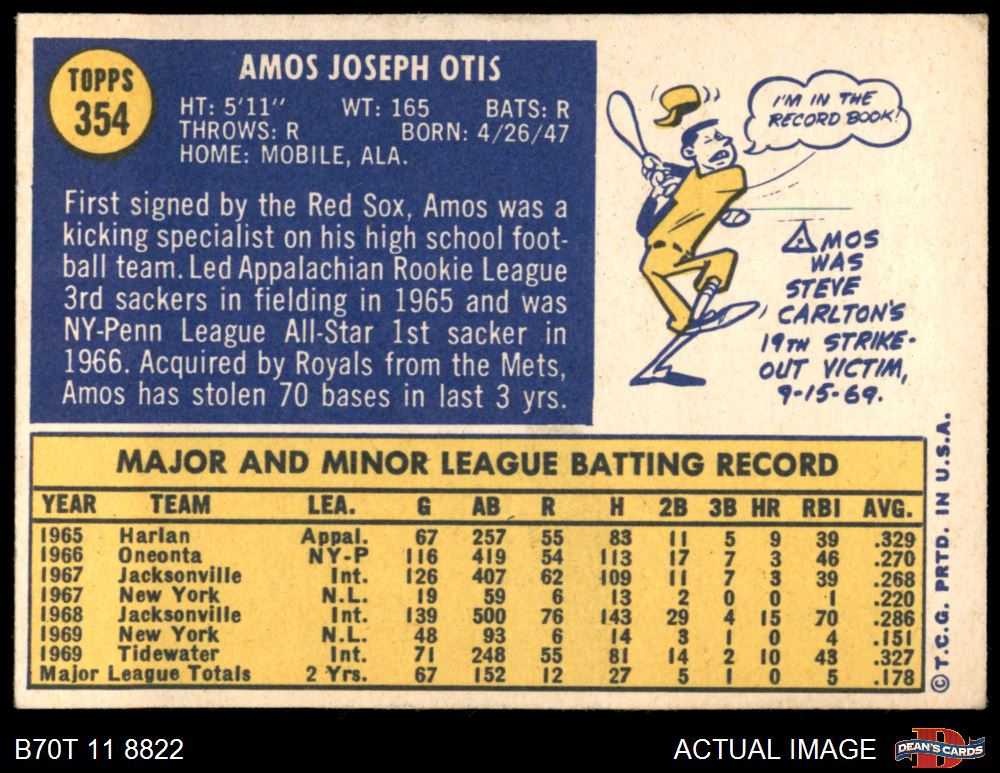 TOPPS
354
AMOS JOSEPH OTIS
HT: 5'11" WT: 165 BATS: R
THROWS: R BORN: 4/26/47
HOME: MOBILE, ALA.
First signed by the Red Sox, Amos was a
kicking specialist on his high school foot-
ball team. Led Appalachian Rookie League
3rd sackers in fielding in 1965 and was
NY-Penn League All-Star 1st sacker in
1966. Acquired by Royals from the Mets,
Amos has stolen 70 bases in last 3 yrs.
I'M IN THE
RECORD BOOK!
AMOS
WAS
STEVE
CARLTON'S
19TH STRIKE-
OUT VICTIM,
9-15-69.
MAJOR AND MINOR LEAGUE BATTING RECORD
YEAR TEAM LEA. G AB R H 2B 3B HR RBI AVG.
1965 Harlan Appal. 67 257 55 83 11 5 9 39 .329
1966 Oneonta NY-P 116 419 54 113 17 7 3 46 .270
1967 Jacksonville Int. 126 407 62 109 11 7 3 39 .268
1967 New York N.L. 19 59 6 13 2 0 0 1 .220
1968 Jacksonville Int. 139 500 76 143 29 4 15 70 .286
1969 New York N.L. 48 93 6 14 3 1 0 4 .151
1969 Tidewater Int. 71 248 55 81 14 2 10 43 .327
Major League Totals 2 Yrs. 67 152 12 27 5 1 0 5 .178
© T.C.G. PRTD. IN U.S.A.
B70T 11 8822
ACTUAL IMAGE
D
DEAN'S CARDS